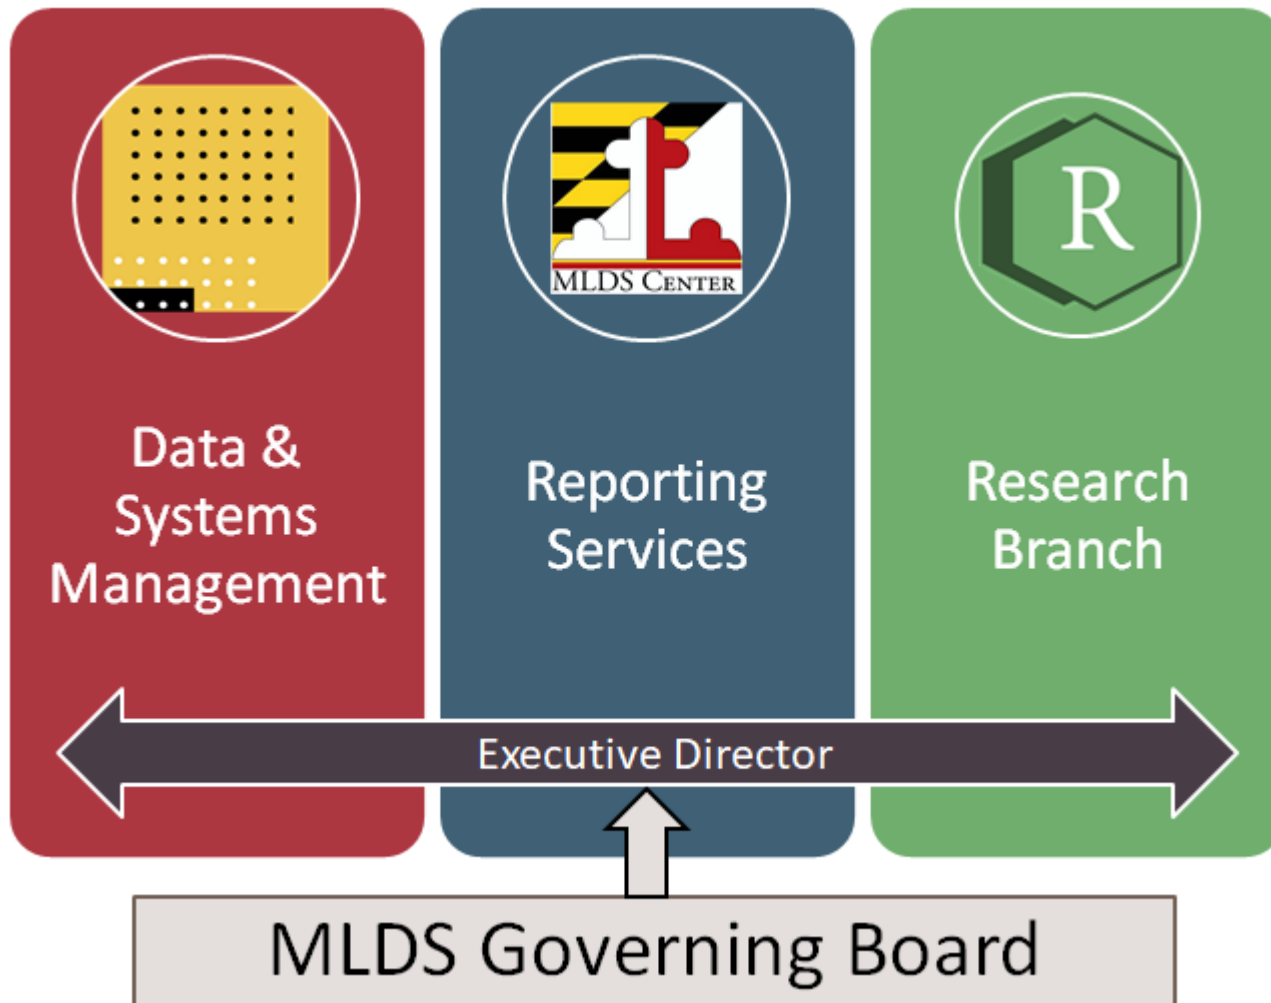 MLDS CENTER
R
Data &
Systems
Management
Reporting
Services
Research
Branch
Executive Director
MLDS Governing Board